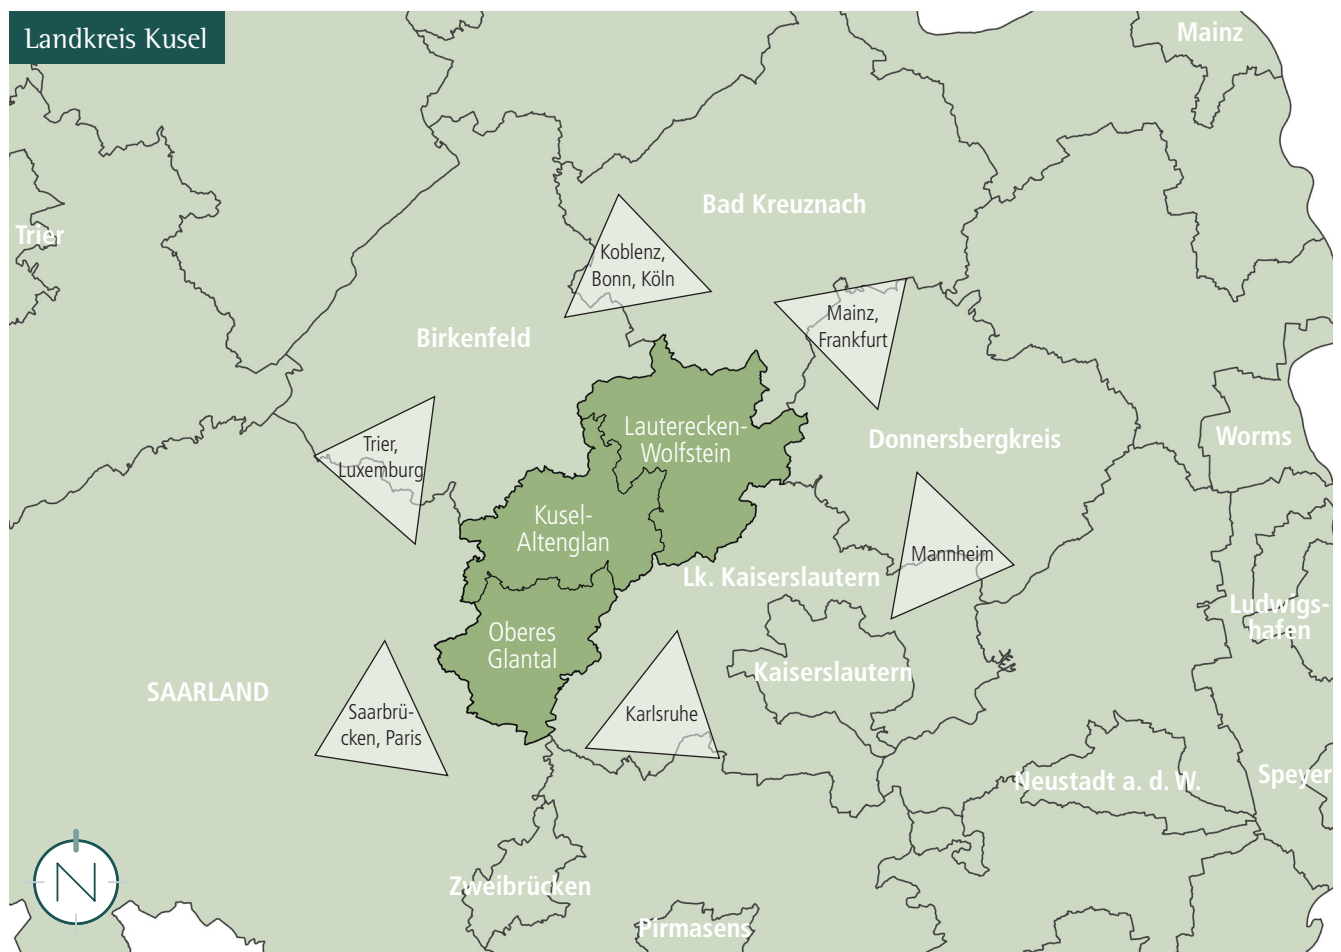 Landkreis Kusel
Mainz
Bad Kreuznach
Trier
Koblenz,
Bonn, Köln
Mainz,
Frankfurt
Birkenfeld
Lauterecken-
Wolfstein
Donnersbergkreis
Worms
Trier,
Luxemburg
Kusel-
Altenglan
Mannheim
Lk. Kaiserslautern
Ludwigs-
hafen
Oberes
Glantal
Kaiserslautern
SAARLAND
Saarbrü-
cken, Paris
Karlsruhe
Neustadt a. d. W.
Speyer
Zweibrücken
Pirmasens
N